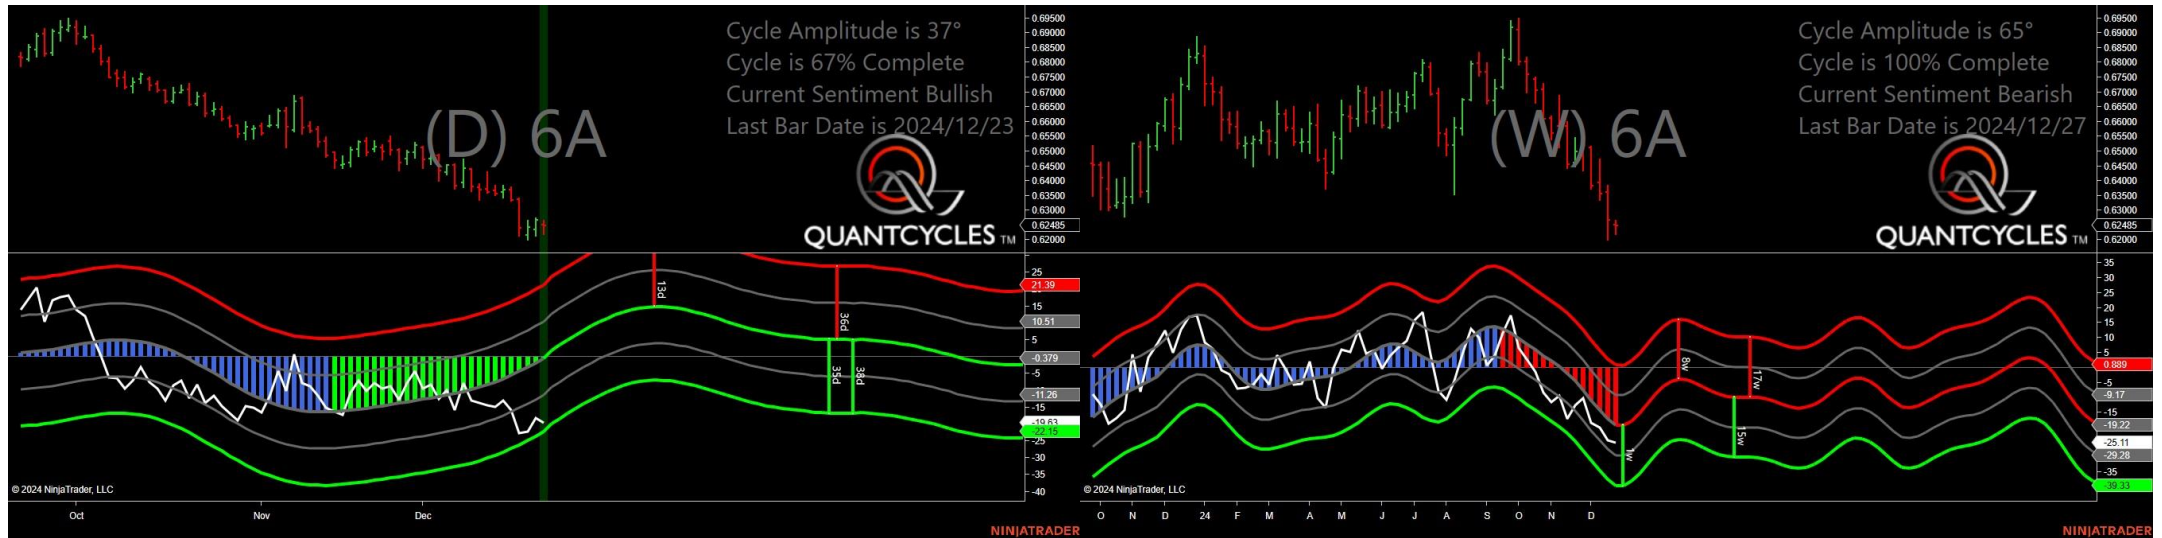 Cycle Amplitude is 37°
Cycle is 67% Complete
Current Sentiment Bullish
Last Bar Date is 2024/12/23
(D) 6A
QUANTCYCLES TM
0.69500
0.69000
0.68500
0.68000
0.67500
0.67000
0.66500
0.66000
0.65500
0.65000
0.64500
0.64000
0.63500
0.63000
0.62485
0.62000
25
21.39
15
10.51
5
-0.379
-5
-11.26
-15
-19.63
-22.15
-25
-30
-35
-40
13d
36d
35d
38d
© 2024 NinjaTrader, LLC
Oct Nov Dec
NINJATRADER
Cycle Amplitude is 65°
Cycle is 100% Complete
Current Sentiment Bearish
Last Bar Date is 2024/12/27
(W) 6A
QUANTCYCLES TM
0.69500
0.69000
0.68500
0.68000
0.67500
0.67000
0.66500
0.66000
0.65500
0.65000
0.64500
0.64000
0.63500
0.63000
0.62485
0.62000
35
30
25
20
15
10
5
0.889
-5
-9.17
-15
-19.22
-25.11
-29.28
-35
-39.33
8w
17w
15w
1w
© 2024 NinjaTrader, LLC
O N D 24 F M A M J J A S O N D
NINJATRADER